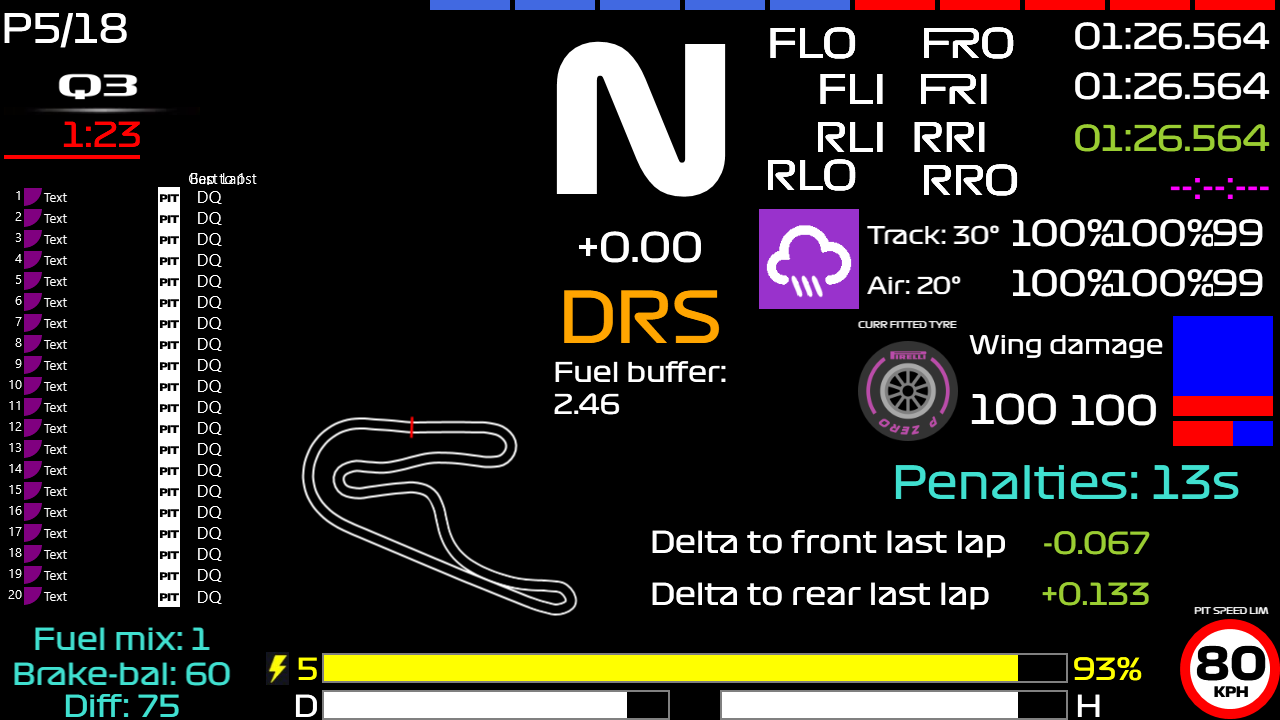 P5/18
Q3
1:23
1 Text PIT DQ
2 Text PIT DQ
3 Text PIT DQ
4 Text PIT DQ
5 Text PIT DQ
6 Text PIT DQ
7 Text PIT DQ
8 Text PIT DQ
9 Text PIT DQ
10 Text PIT DQ
11 Text PIT DQ
12 Text PIT DQ
13 Text PIT DQ
14 Text PIT DQ
15 Text PIT DQ
16 Text PIT DQ
17 Text PIT DQ
18 Text PIT DQ
19 Text PIT DQ
20 Text PIT DQ
Fuel mix: 1
Brake-bal: 60
Diff: 75
N
+0.00
DRS
Fuel buffer:
2.46
FLO FRO
FLI FRI
RLI RRI
RLO RRO
01:26.564
01:26.564
01:26.564
--:--:---
Track: 30° 100% 100% 99
Air: 20° 100% 100% 99
CURR FITTED TYRE
PIRELLI
P ZERO
Wing damage
100 100
Penalties: 13s
Delta to front last lap -0.067
Delta to rear last lap +0.133
5 93%
D H
PIT SPEED LIM
80
KPH